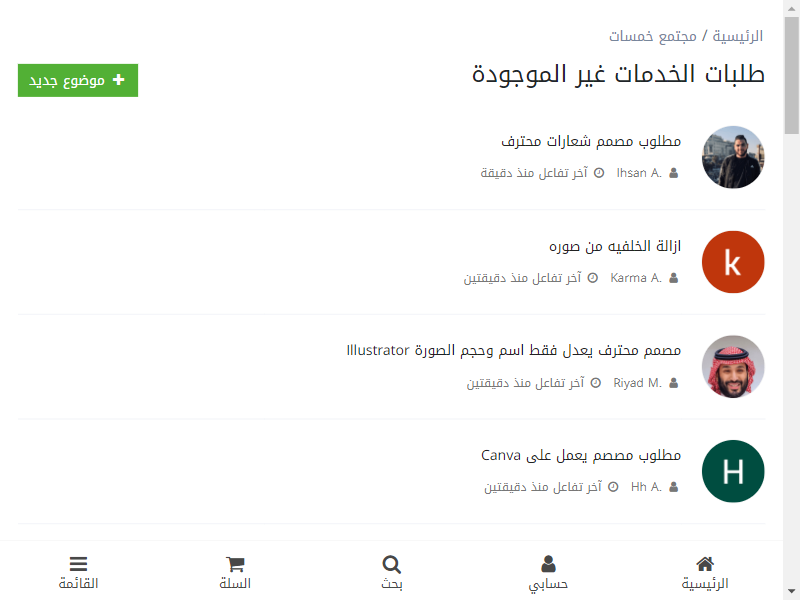 الرئيسية / مجتمع خمسات
طلبات الخدمات غير الموجودة
موضوع جديد
مطلوب مصمم شعارات محترف
Ihsan A. آخر تفاعل منذ دقيقة
k
ازالة الخلفيه من صوره
Karma A. آخر تفاعل منذ دقيقتين
مصمم محترف يعدل فقط اسم وحجم الصورة Illustrator
Riyad M. آخر تفاعل منذ دقيقتين
H
مطلوب مصصم يعمل على Canva
Hh A. آخر تفاعل منذ دقيقتين
الرئيسية
حسابي
بحث
السلة
القائمة